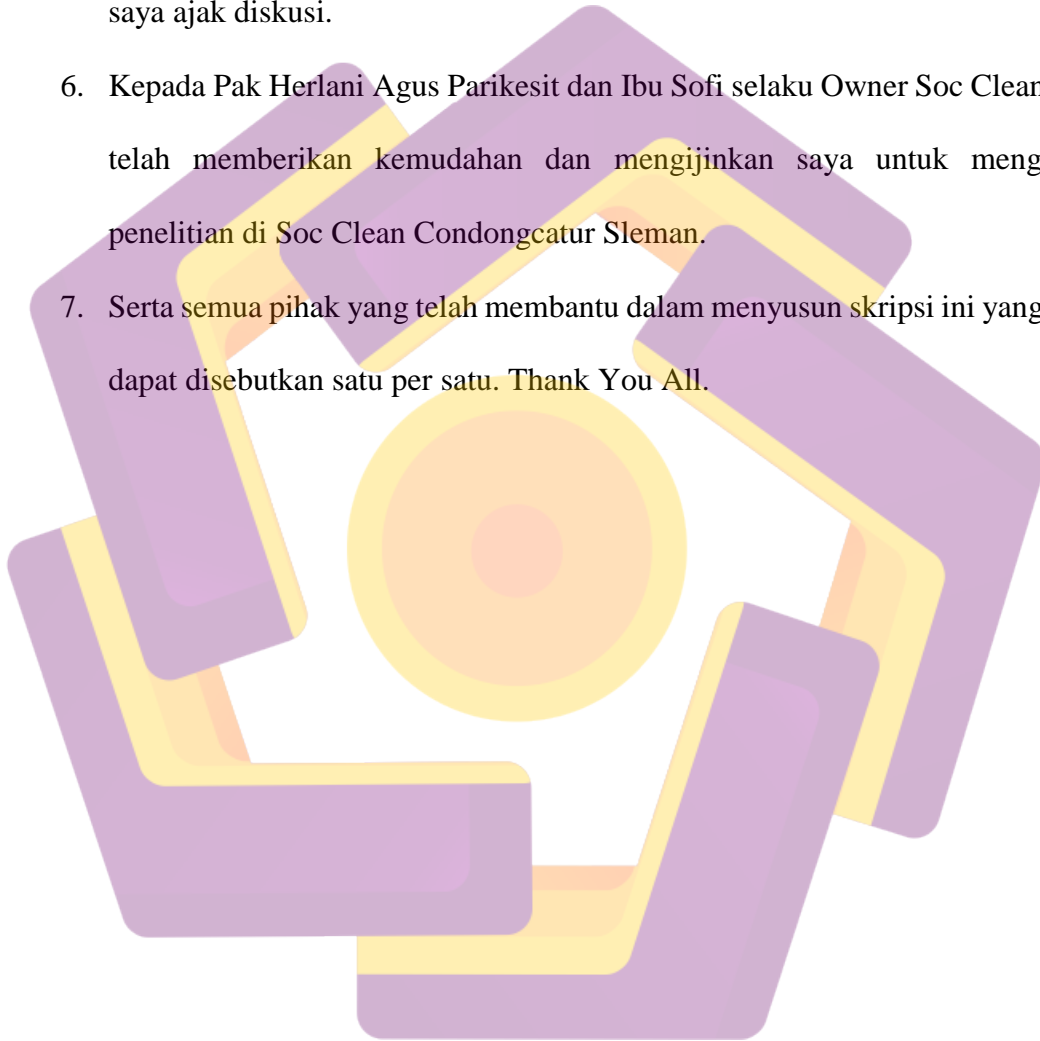 saya ajak diskusi.
6. Kepada Pak Herlani Agus Parikesit dan Ibu Sofi selaku Owner Soc Clean
telah memberikan kemudahan dan mengijinkan saya untuk meng
penelitian di Soc Clean Condongcatur Sleman.
7. Serta semua pihak yang telah membantu dalam menyusun skripsi ini yang
dapat disebutkan satu per satu. Thank You All.